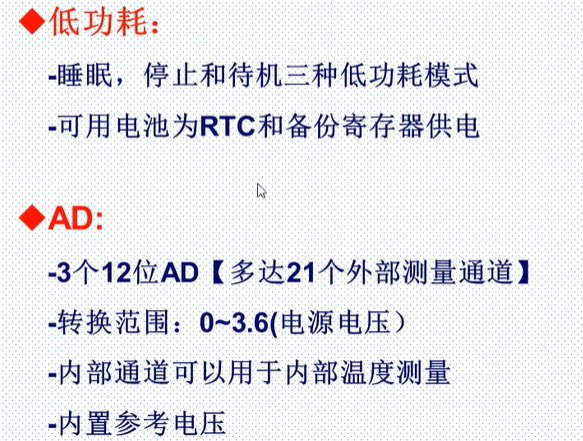 ◆低功耗：
-睡眠，停止和待机三种低功耗模式
-可用电池为RTC和备份寄存器供电
◆AD:
-3个12位AD【多达21个外部测量通道】
-转换范围：0~3.6(电源电压）
-内部通道可以用于内部温度测量
-内置参考电压